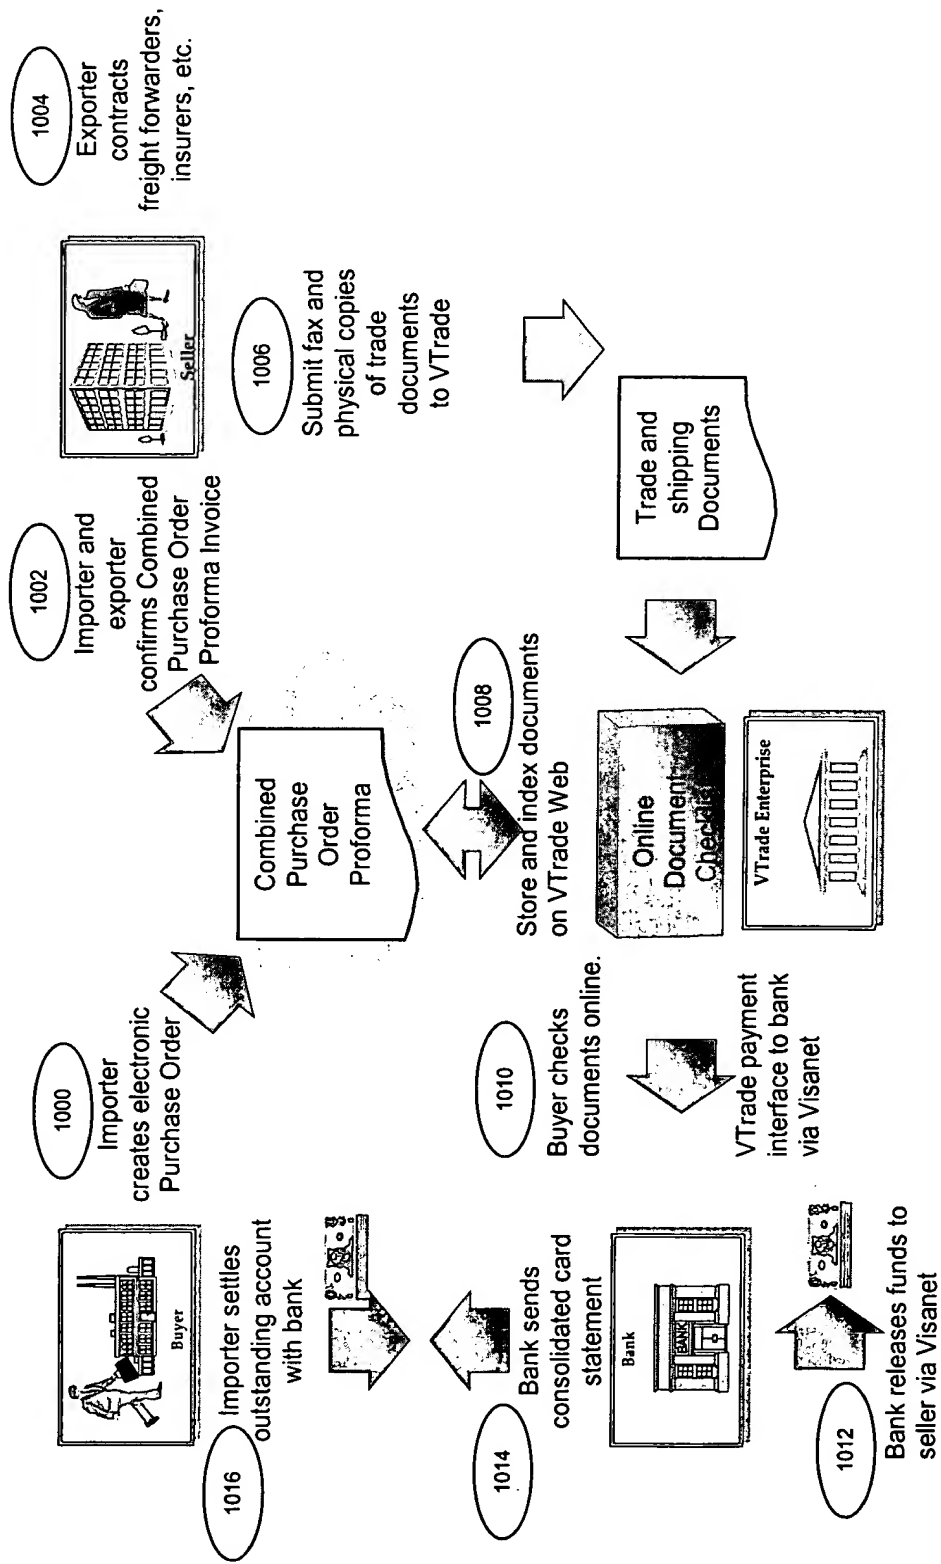 1000
Importer
creates electronic
Purchase Order
1002
Importer and
exporter
confirms Combined
Purchase Order
Proforma Invoice
1004
Exporter
contracts
freight forwarders,
insurers, etc.
Buyer
Seller
1016
Importer settles
outstanding account
with bank
Combined
Purchase
Order
Proforma
1006
Submit fax and
physical copies
of trade
documents
to VTrade
1014
Bank sends
consolidated card
statement
1010
Buyer checks
documents online.
1008
Store and index documents
on VTrade Web
Bank
BANK
VTrade payment
interface to bank
via Visanet
Online
Document
VTrade Enterprise
Trade and
shipping
Documents
1012
Bank releases funds to
seller via Visanet